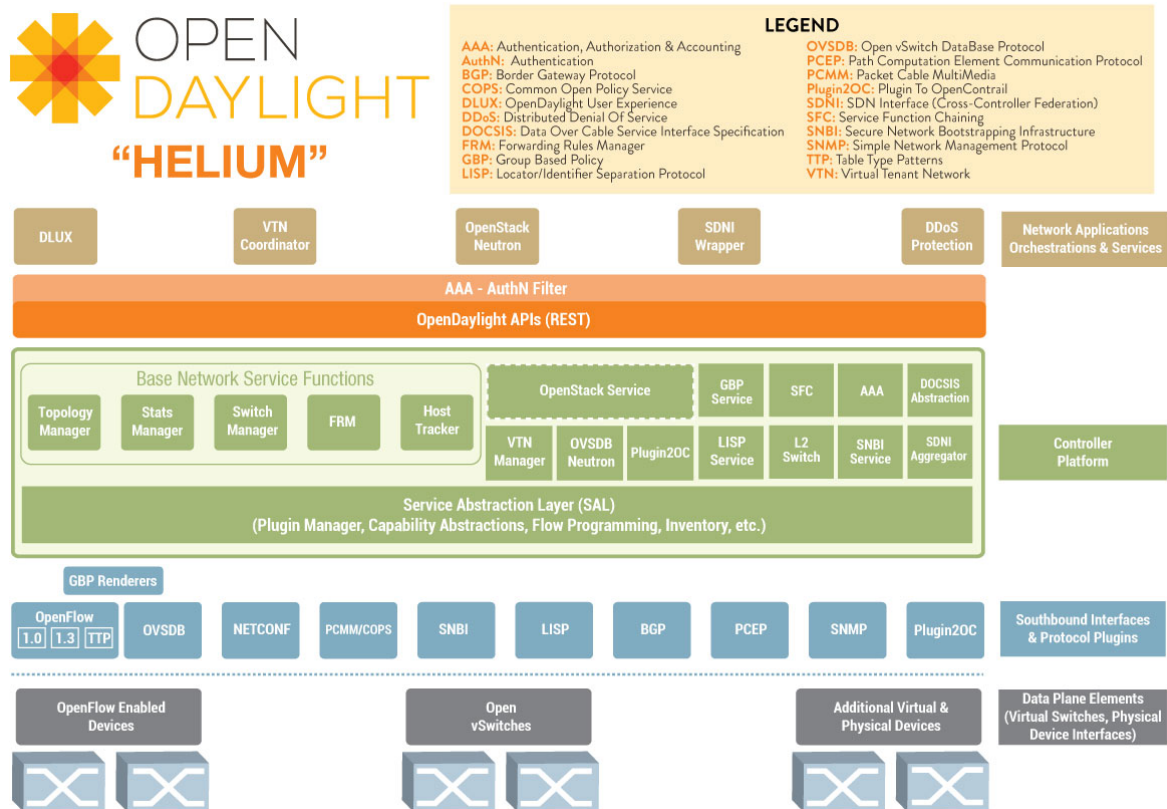 OPEN
DAYLIGHT
"HELIUM"
LEGEND
AAA: Authentication, Authorization & Accounting
AuthN: Authentication
BGP: Border Gateway Protocol
COPS: Common Open Policy Service
DLUX: OpenDaylight User Experience
DDoS: Distributed Denial Of Service
DOCSIS: Data Over Cable Service Interface Specification
FRM: Forwarding Rules Manager
GBP: Group Based Policy
LISP: Locator/Identifier Separation Protocol
OVSDB: Open vSwitch DataBase Protocol
PCEP: Path Computation Element Communication Protocol
PCMM: Packet Cable MultiMedia
Plugin2OC: Plugin To OpenContrail
SDNI: SDN Interface (Cross-Controller Federation)
SFC: Service Function Chaining
SNBI: Secure Network Bootstrapping Infrastructure
SNMP: Simple Network Management Protocol
TTP: Table Type Patterns
VTN: Virtual Tenant Network
DLUX
VTN
Coordinator
OpenStack
Neutron
SDNI
Wrapper
DDoS
Protection
Network Applications
Orchestrations & Services
AAA - AuthN Filter
OpenDaylight APIs (REST)
Base Network Service Functions
Topology
Manager
Stats
Manager
Switch
Manager
FRM
Host
Tracker
OpenStack Service
GBP
Service
SFC
AAA
DOCSIS
Abstraction
VTN
Manager
OVSDB
Neutron
Plugin2OC
LISP
Service
L2
Switch
SNBI
Service
SDNI
Aggregator
Controller
Platform
Service Abstraction Layer (SAL)
(Plugin Manager, Capability Abstractions, Flow Programming, Inventory, etc.)
GBP Renderers
OpenFlow
1.0 1.3 TTP
OVSDB
NETCONF
PCMM/COPS
SNBI
LISP
BGP
PCEP
SNMP
Plugin2OC
Southbound Interfaces
& Protocol Plugins
OpenFlow Enabled
Devices
Open
vSwitches
Additional Virtual &
Physical Devices
Data Plane Elements
(Virtual Switches, Physical
Device Interfaces)